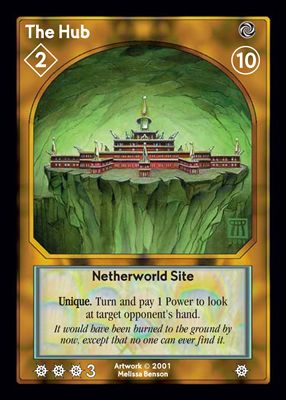 The Hub
2
10
Netherworld Site
Unique. Turn and pay 1 Power to look
at target opponent's hand.
It would have been burned to the ground by
now, except that no one can ever find it.
Artwork © 2001
Melissa Benson
3